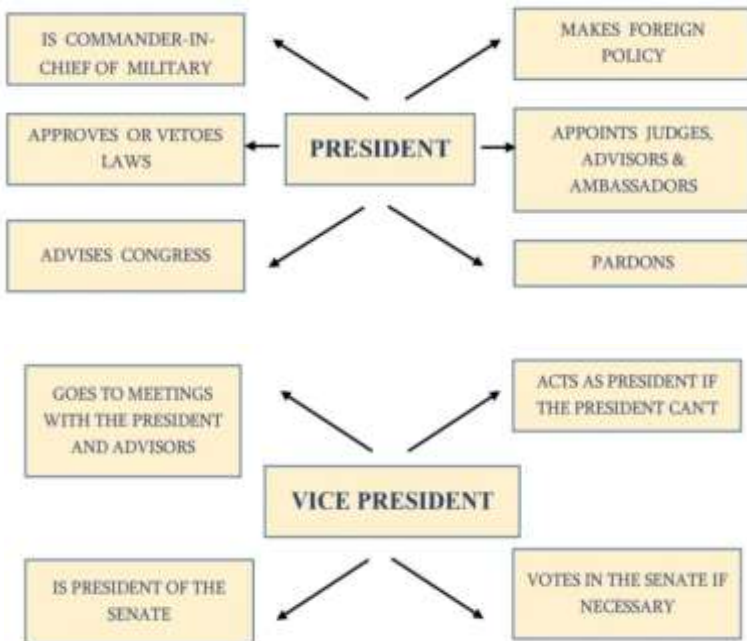 IS COMMANDER-IN-
CHIEF OF MILITARY
MAKES FOREIGN
POLICY
APPROVES OR VETOES
LAWS
PRESIDENT
APPOINTS JUDGES,
ADVISORS &
AMBASSADORS
ADVISES CONGRESS
PARDONS
GOES TO MEETINGS
WITH THE PRESIDENT
AND ADVISORS
ACTS AS PRESIDENT IF
THE PRESIDENT CAN'T
VICE PRESIDENT
IS PRESIDENT OF THE
SENATE
VOTES IN THE SENATE IF
NECESSARY